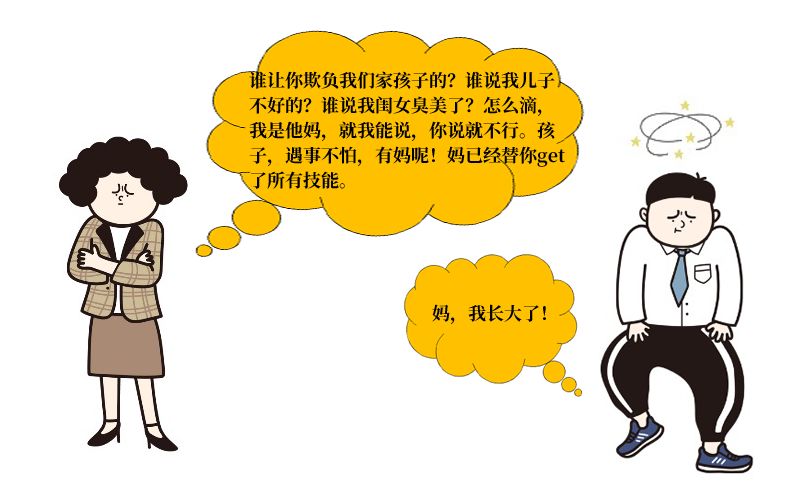 谁让你欺负我们家孩子的？谁说我儿子
不好的？谁说我闺女臭美了？怎么滴，
我是他妈，就我能说，你说就不行。孩
子，遇事不怕，有妈呢！妈已经替你get
了所有技能。
妈，我长大了！